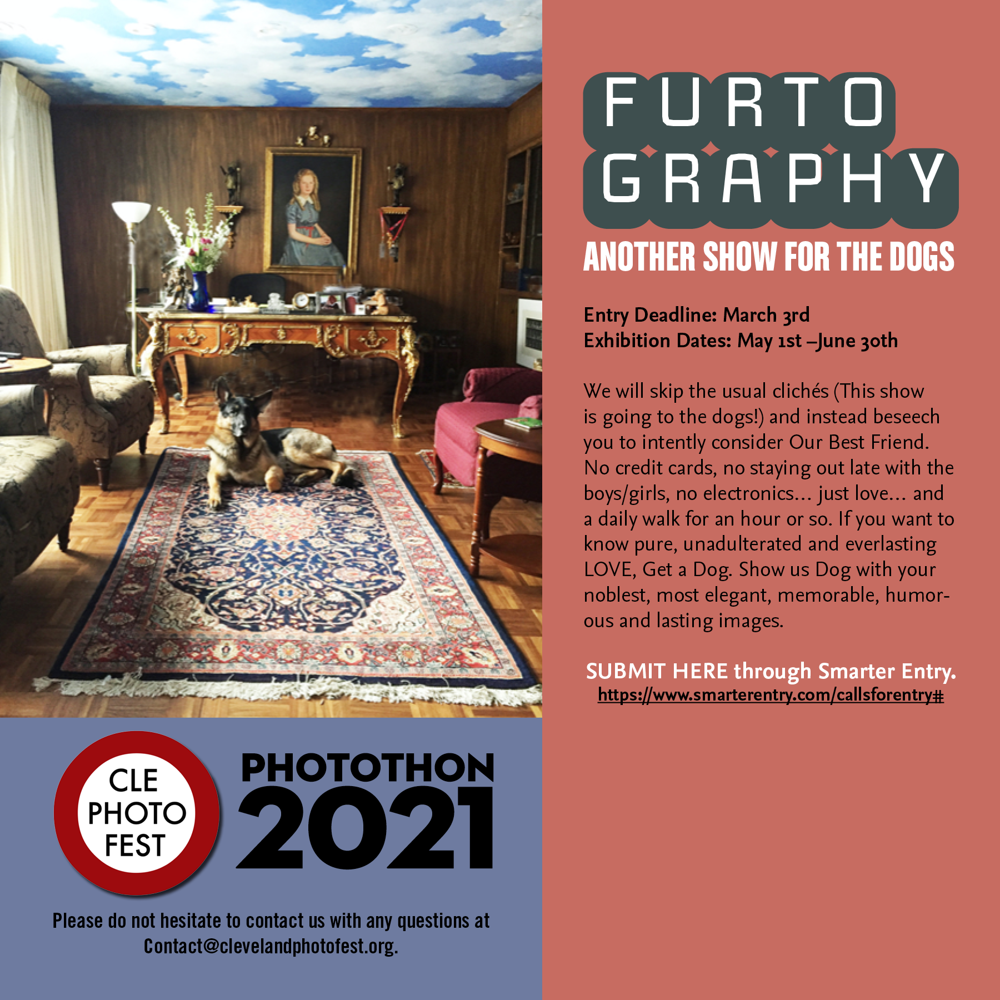 FURTO
GRAPHY
ANOTHER SHOW FOR THE DOGS
Entry Deadline: March 3rd
Exhibition Dates: May 1st –June 30th
We will skip the usual clichés (This show
is going to the dogs!) and instead beseech
you to intently consider Our Best Friend.
No credit cards, no staying out late with the
boys/girls, no electronics... just love... and
a daily walk for an hour or so. If you want to
know pure, unadulterated and everlasting
LOVE, Get a Dog. Show us Dog with your
noblest, most elegant, memorable, humor-
ous and lasting images.
SUBMIT HERE through Smarter Entry.
https://www.smarterentry.com/callsforentry#
CLE
PHOTO
FEST
PHOTOTHON
2021
Please do not hesitate to contact us with any questions at
Contact@clevelandphotofest.org.